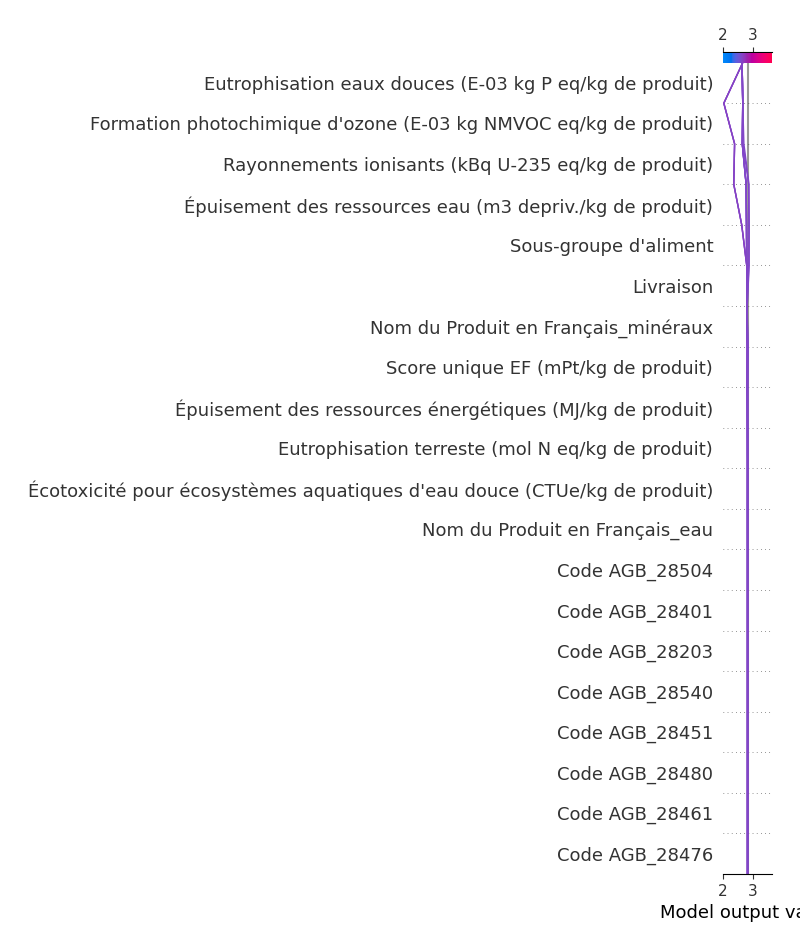 2 3
Eutrophisation eaux douces (E-03 kg P eq/kg de produit)
Formation photochimique d'ozone (E-03 kg NMVOC eq/kg de produit)
Rayonnements ionisants (kBq U-235 eq/kg de produit)
Épuisement des ressources eau (m3 depriv./kg de produit)
Sous-groupe d'aliment
Livraison
Nom du Produit en Français_minéraux
Score unique EF (mPt/kg de produit)
Épuisement des ressources énergétiques (MJ/kg de produit)
Eutrophisation terreste (mol N eq/kg de produit)
Écotoxicité pour écosystèmes aquatiques d'eau douce (CTUe/kg de produit)
Nom du Produit en Français_eau
Code AGB_28504
Code AGB_28401
Code AGB_28203
Code AGB_28540
Code AGB_28451
Code AGB_28480
Code AGB_28461
Code AGB_28476
2 3
Model output va